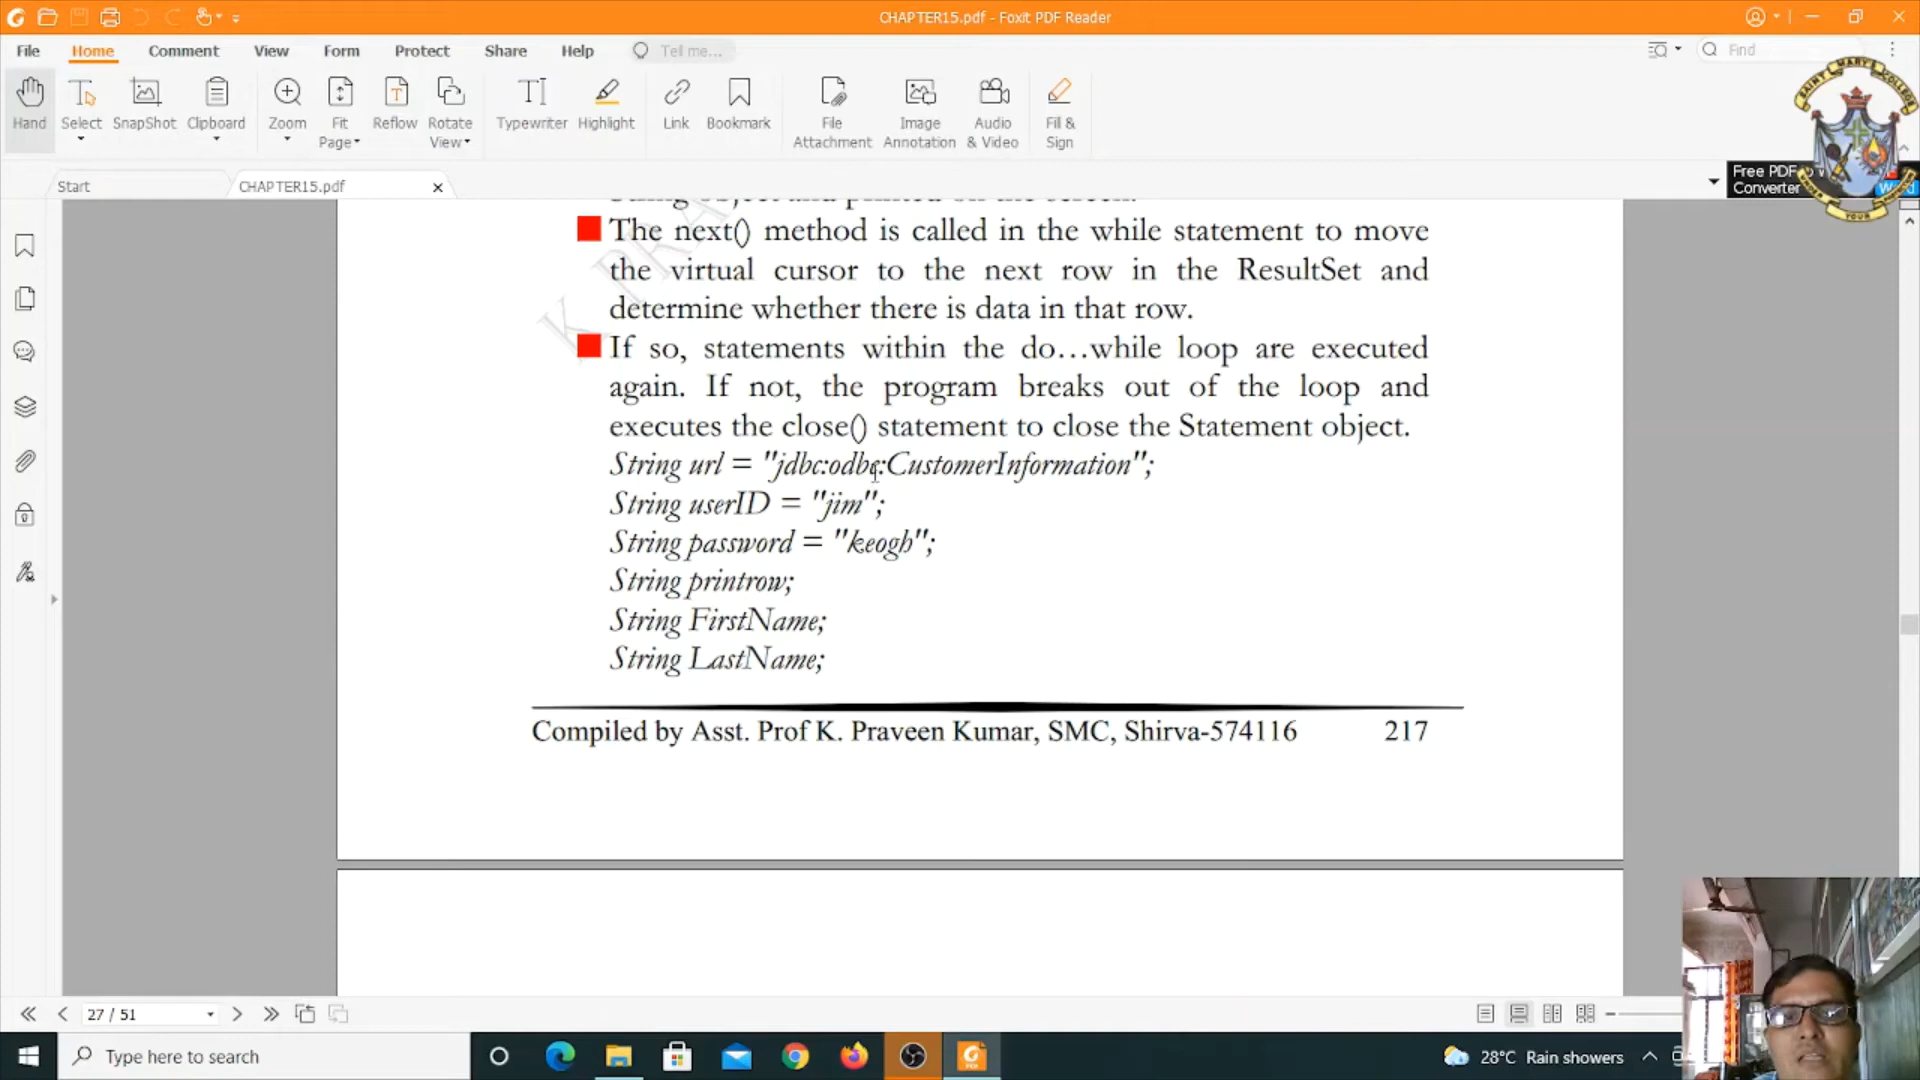 CHAPTER15.pdf - Foxit PDF Reader
File Home Comment View Form Protect Share Help Tell me... Find
Hand Select SnapShot Clipboard Zoom Fit Page Reflow Rotate View Typewriter Highlight Link Bookmark File Attachment Image Annotation Audio & Video Fill & Sign
Start CHAPTER15.pdf
Free PDF
Converter
The next() method is called in the while statement to move
the virtual cursor to the next row in the ResultSet and
determine whether there is data in that row.
If so, statements within the do…while loop are executed
again. If not, the program breaks out of the loop and
executes the close() statement to close the Statement object.
String url = "jdbc:odbc:CustomerInformation";
String userID = "jim";
String password = "keogh";
String printrow;
String FirstName;
String LastName;
Compiled by Asst. Prof K. Praveen Kumar, SMC, Shirva-574116 217
27 / 51
Type here to search
28°C Rain showers